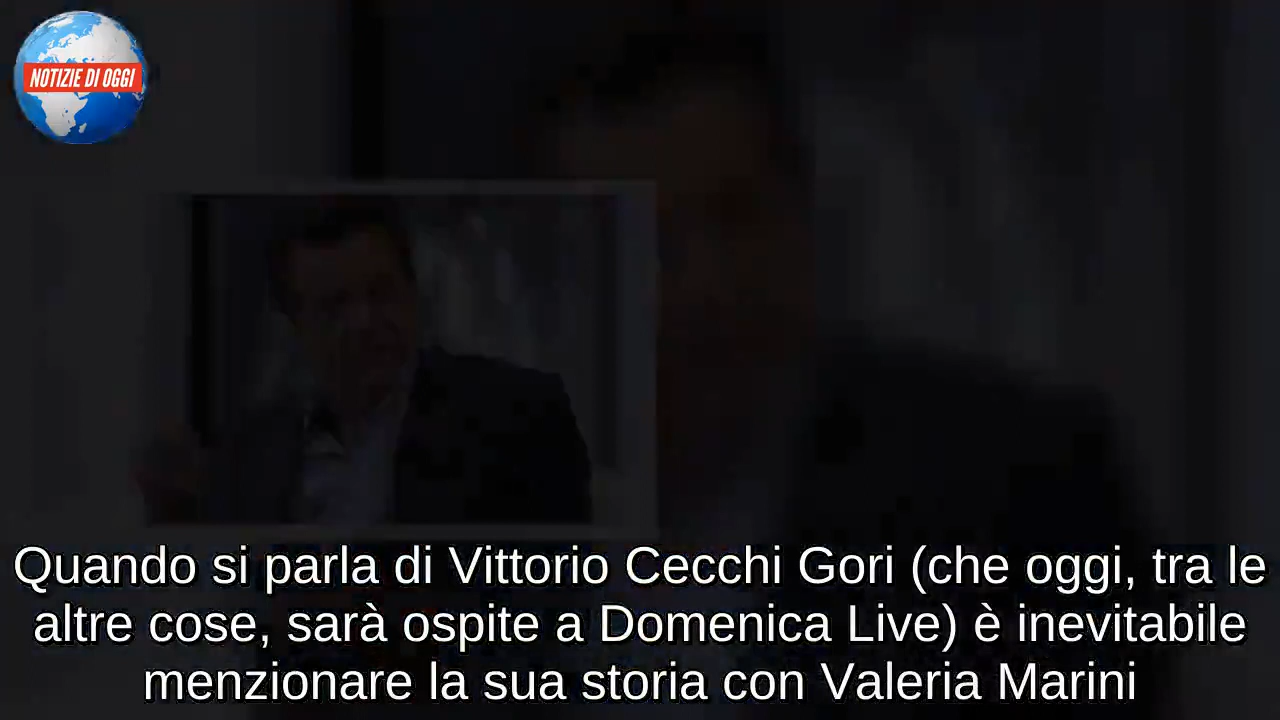 NOTIZIE DI OGGI
Quando si parla di Vittorio Cecchi Gori (che oggi, tra le
altre cose, sarà ospite a Domenica Live) è inevitabile
menzionare la sua storia con Valeria Marini